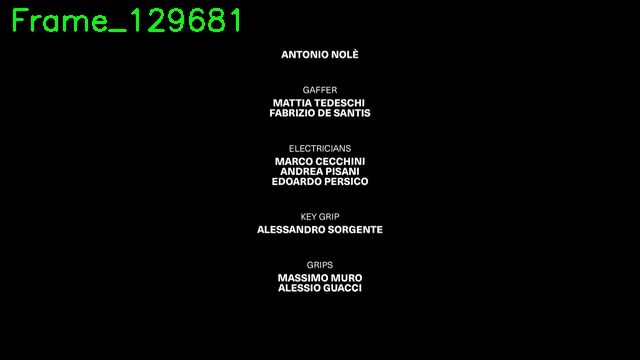 Frame_129681
ANTONIO NOLÈ
GAFFER
MATTIA TEDESCHI
FABRIZIO DE SANTIS
ELECTRICIANS
MARCO CECCHINI
ANDREA PISANI
EDOARDO PERSICO
KEY GRIP
ALESSANDRO SORGENTE
GRIPS
MASSIMO MURO
ALESSIO GUACCI